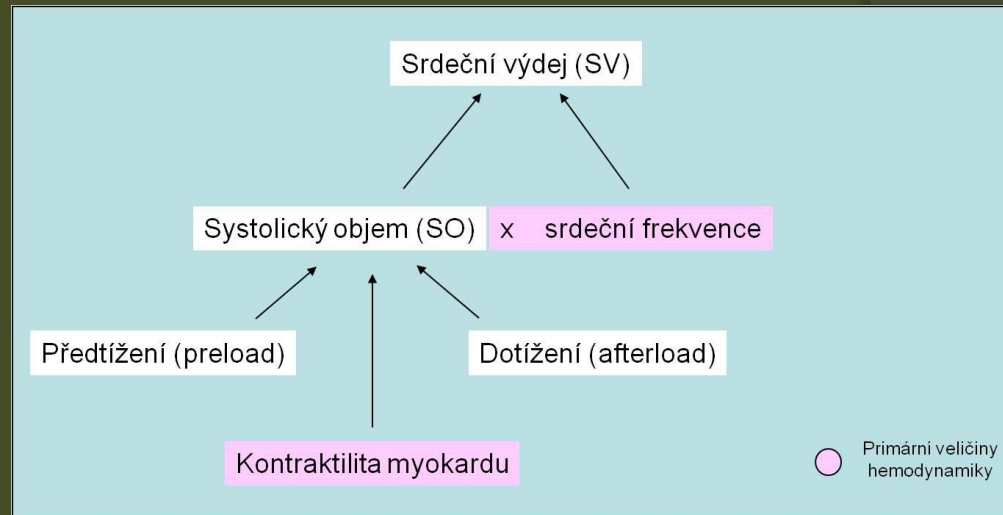 Srdeční výdej (SV)
Systolický objem (SO) x srdeční frekvence
Předtížení (preload)
Dotížení (afterload)
Kontraktilita myokardu
Primární veličiny
hemodynamiky